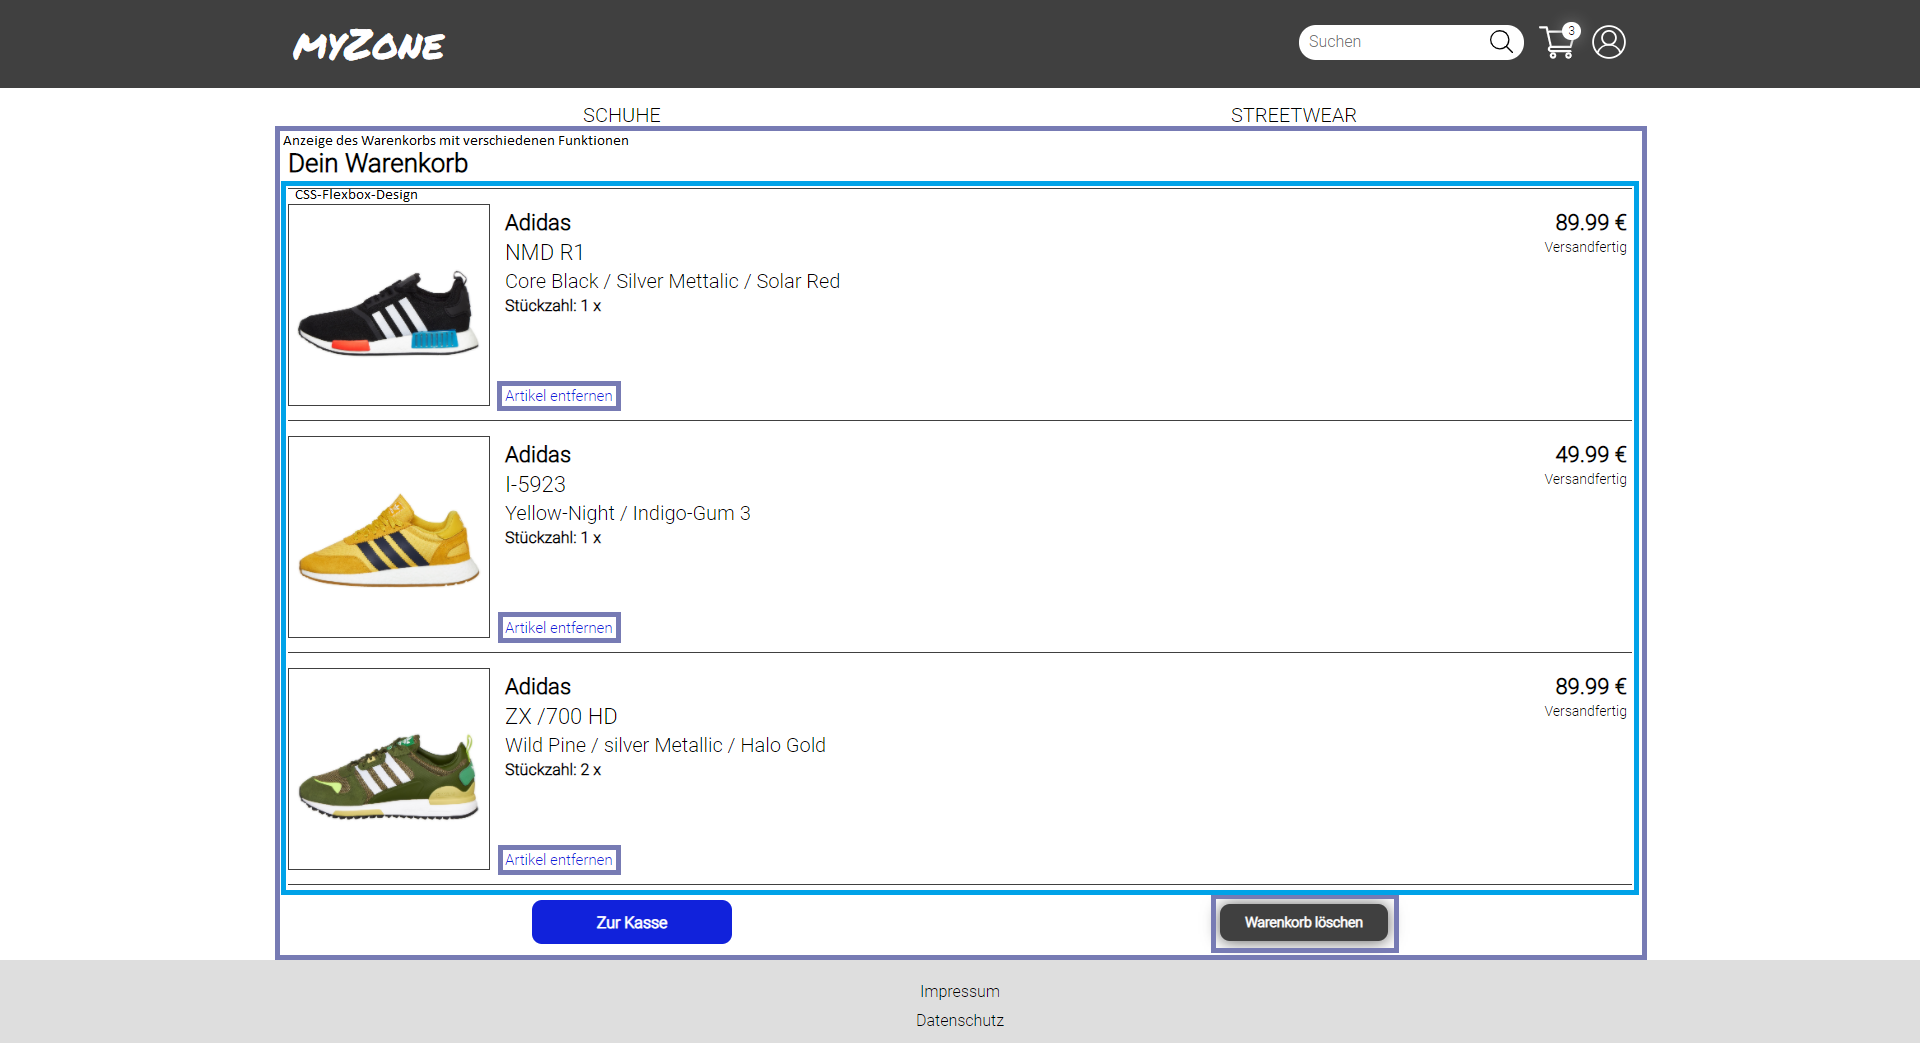 MYZONE
Suchen
3
SCHUHE
STREETWEAR
Anzeige des Warenkorbs mit verschiedenen Funktionen
Dein Warenkorb
CSS-Flexbox-Design
Adidas
89.99 €
NMD R1
Versandfertig
Core Black / Silver Mettalic / Solar Red
Stückzahl: 1 x
Artikel entfernen
Adidas
49.99 €
I-5923
Versandfertig
Yellow-Night / Indigo-Gum 3
Stückzahl: 1 x
Artikel entfernen
Adidas
89.99 €
ZX /700 HD
Versandfertig
Wild Pine / silver Metallic / Halo Gold
Stückzahl: 2 x
Artikel entfernen
Zur Kasse
Warenkorb löschen
Impressum
Datenschutz